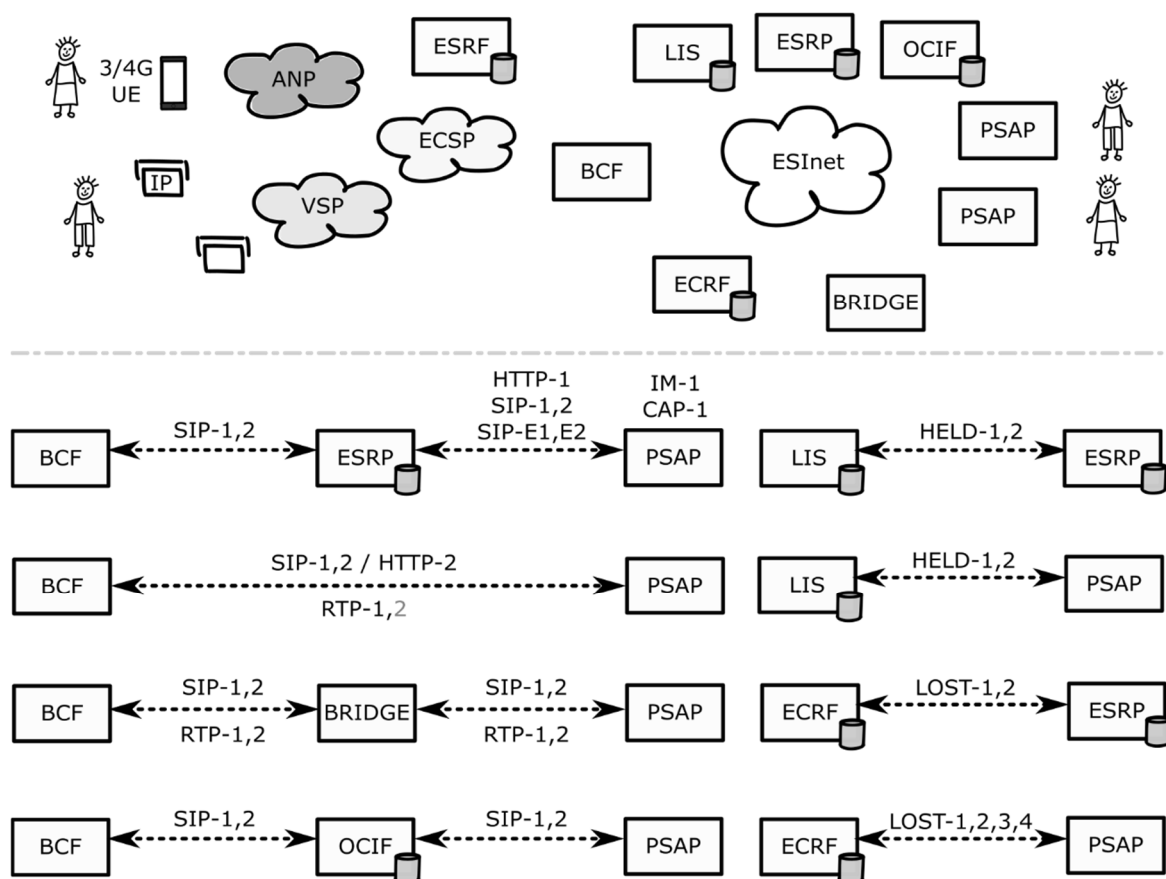 3/4G
UE
ANP
ESRF
LIS
ESRP
OCIF
ECSP
PSAP
IP
BCF
ESInet
VSP
PSAP
ECRF
BRIDGE
HTTP-1
SIP-1,2
SIP-E1,E2
IM-1
CAP-1
BCF
SIP-1,2
ESRP
PSAP
LIS
HELD-1,2
ESRP
BCF
SIP-1,2 / HTTP-2
RTP-1,2
PSAP
LIS
HELD-1,2
PSAP
BCF
SIP-1,2
RTP-1,2
BRIDGE
SIP-1,2
RTP-1,2
PSAP
ECRF
LOST-1,2
ESRP
BCF
SIP-1,2
OCIF
SIP-1,2
PSAP
ECRF
LOST-1,2,3,4
PSAP